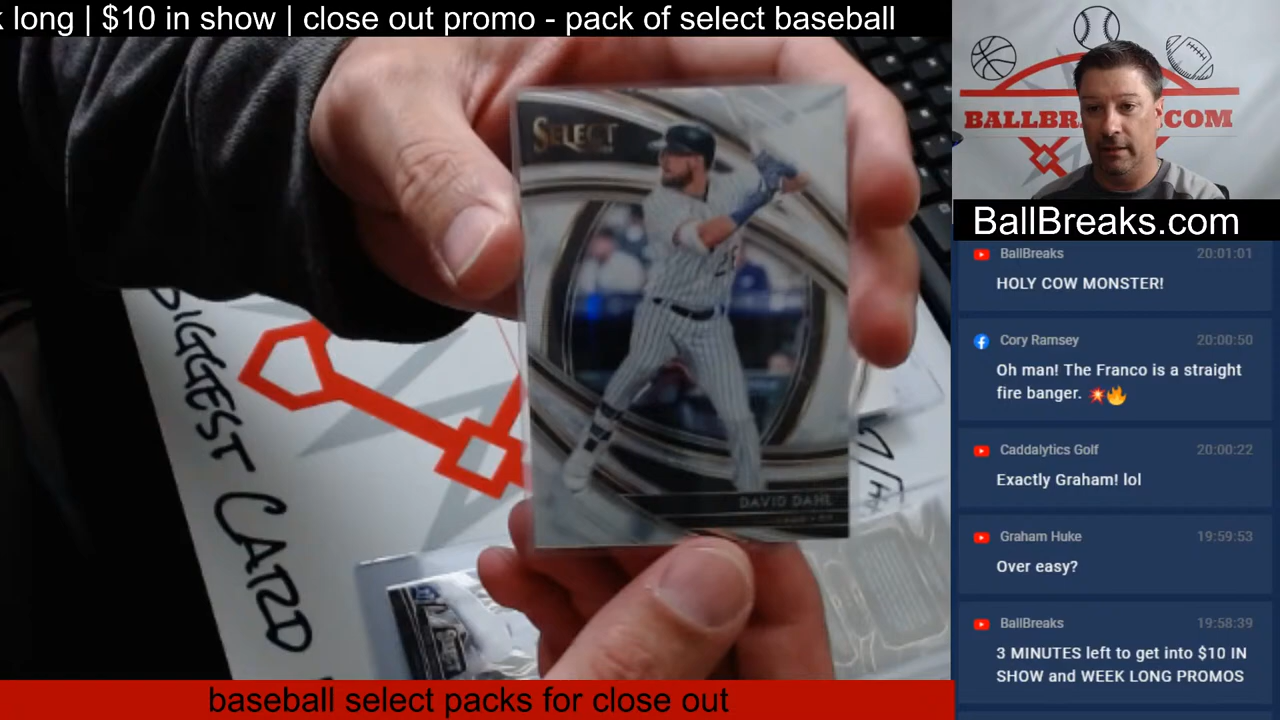 k long | $10 in show | close out promo - pack of select baseball
SELECT
26
DAVID DAHL
BIGGEST CARD
BALLBREAKS.COM
BallBreaks.com
BallBreaks 20:01:01
HOLY COW MONSTER!
Cory Ramsey 20:00:50
Oh man! The Franco is a straight
fire banger. 💥🔥
Caddalytics Golf 20:00:22
Exactly Graham! lol
Graham Huke 19:59:53
Over easy?
BallBreaks 19:58:39
3 MINUTES left to get into $10 IN
SHOW and WEEK LONG PROMOS
baseball select packs for close out